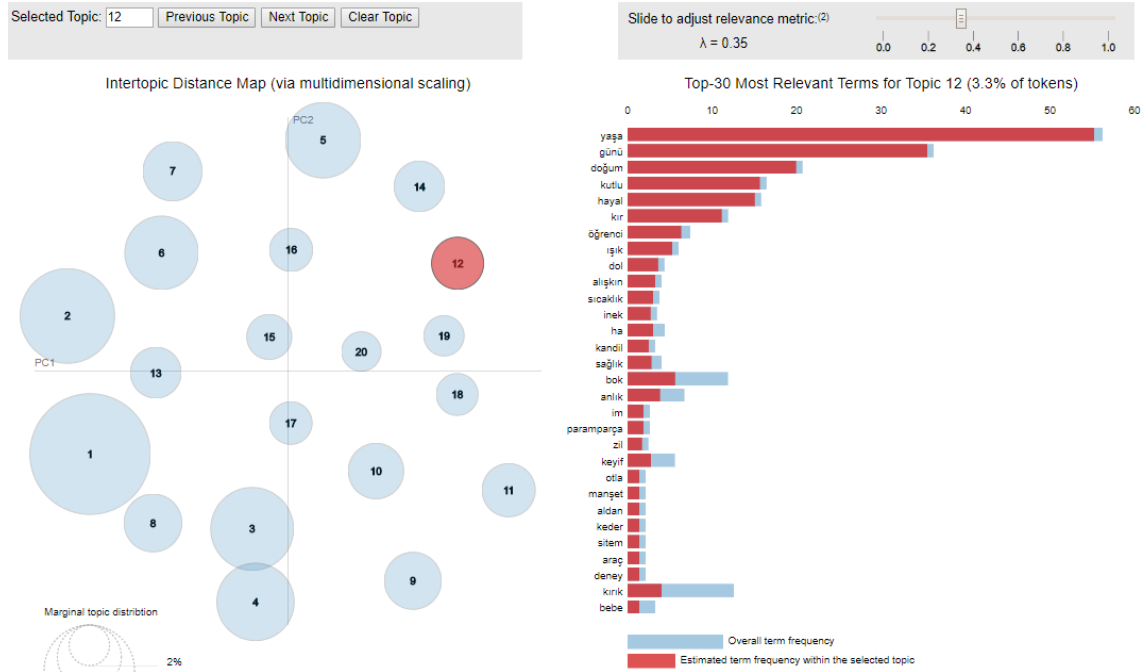 Selected Topic: 12 Previous Topic Next Topic Clear Topic
Slide to adjust relevance metric:(2)
λ = 0.35
0.0 0.2 0.4 0.6 0.8 1.0
Intertopic Distance Map (via multidimensional scaling)
PC2
PC1
5
7
14
16
6
12
2
15
19
20
13
18
17
1
10
11
8
3
9
4
Marginal topic distribtion
2%
Top-30 Most Relevant Terms for Topic 12 (3.3% of tokens)
0 10 20 30 40 50 60
yaşa
günü
doğum
kutlu
hayal
kır
öğrenci
ışık
dol
alışkın
sıcaklık
inek
ha
kandil
sağlık
bok
anlık
im
paramparça
zil
keyif
otla
manşet
aldan
keder
sitem
araç
deney
kırık
bebe
Overall term frequency
Estimated term frequency within the selected topic